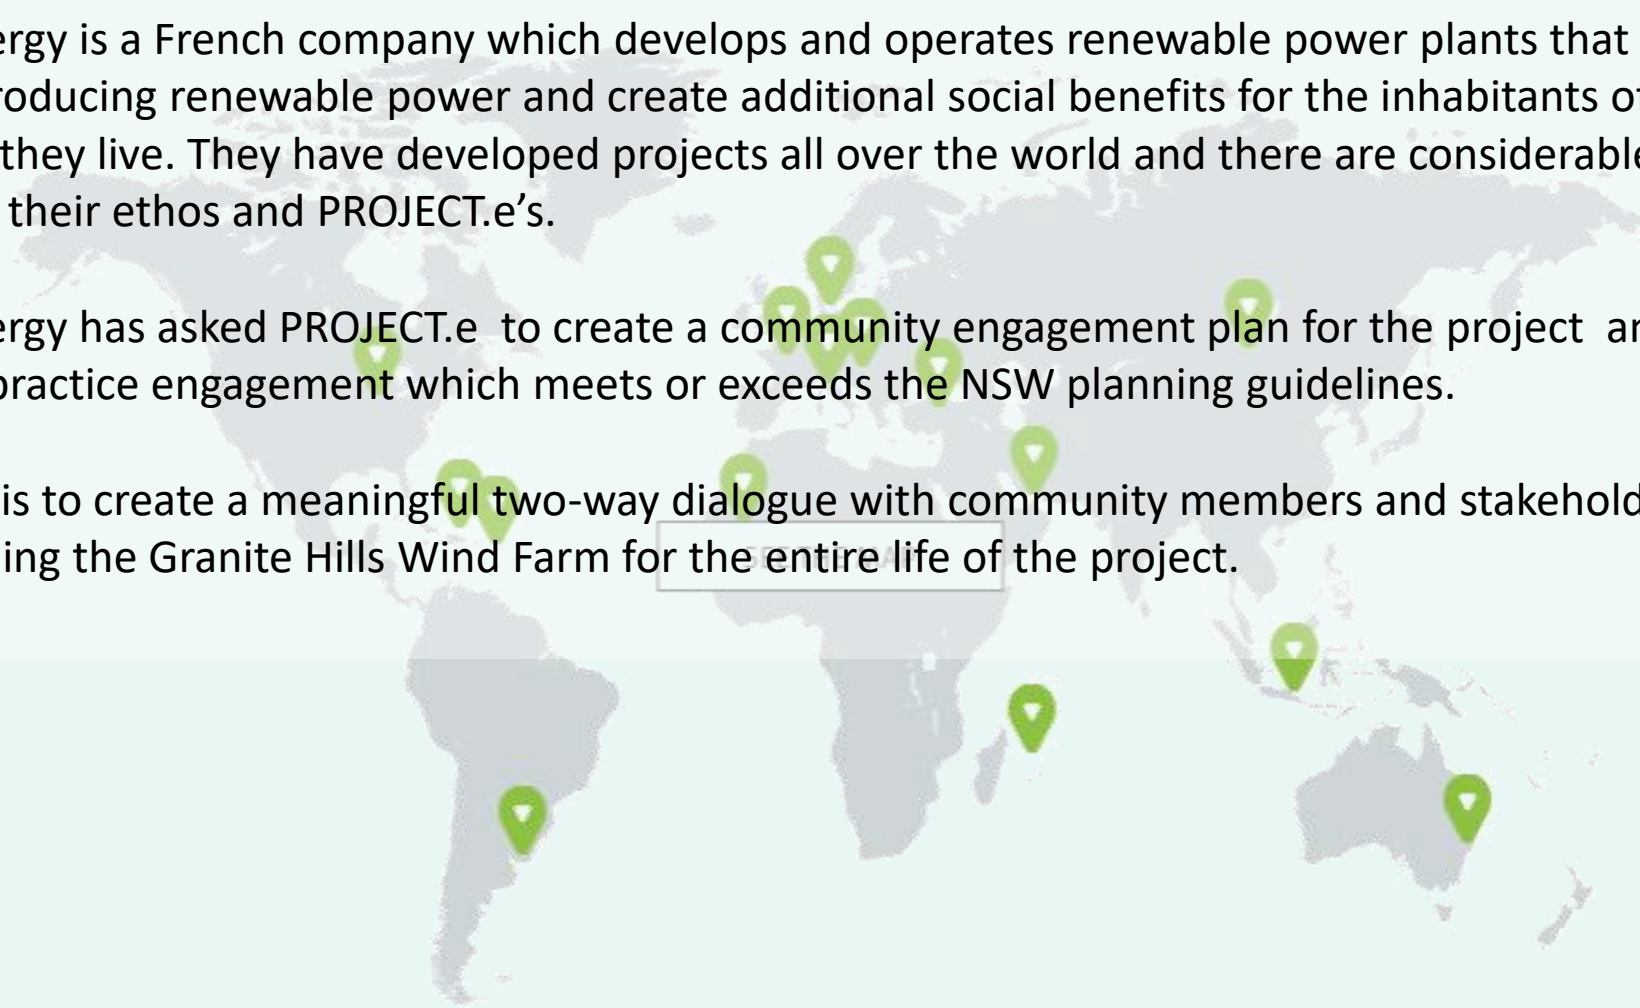 ergy is a French company which develops and operates renewable power plants that
roducing renewable power and create additional social benefits for the inhabitants of
they live. They have developed projects all over the world and there are considerable
their ethos and PROJECT.e’s.
ergy has asked PROJECT.e  to create a community engagement plan for the project  an
practice engagement which meets or exceeds the NSW planning guidelines.
is to create a meaningful two-way dialogue with community members and stakehold
ing the Granite Hills Wind Farm for the entire life of the project.
SEE THE MAP